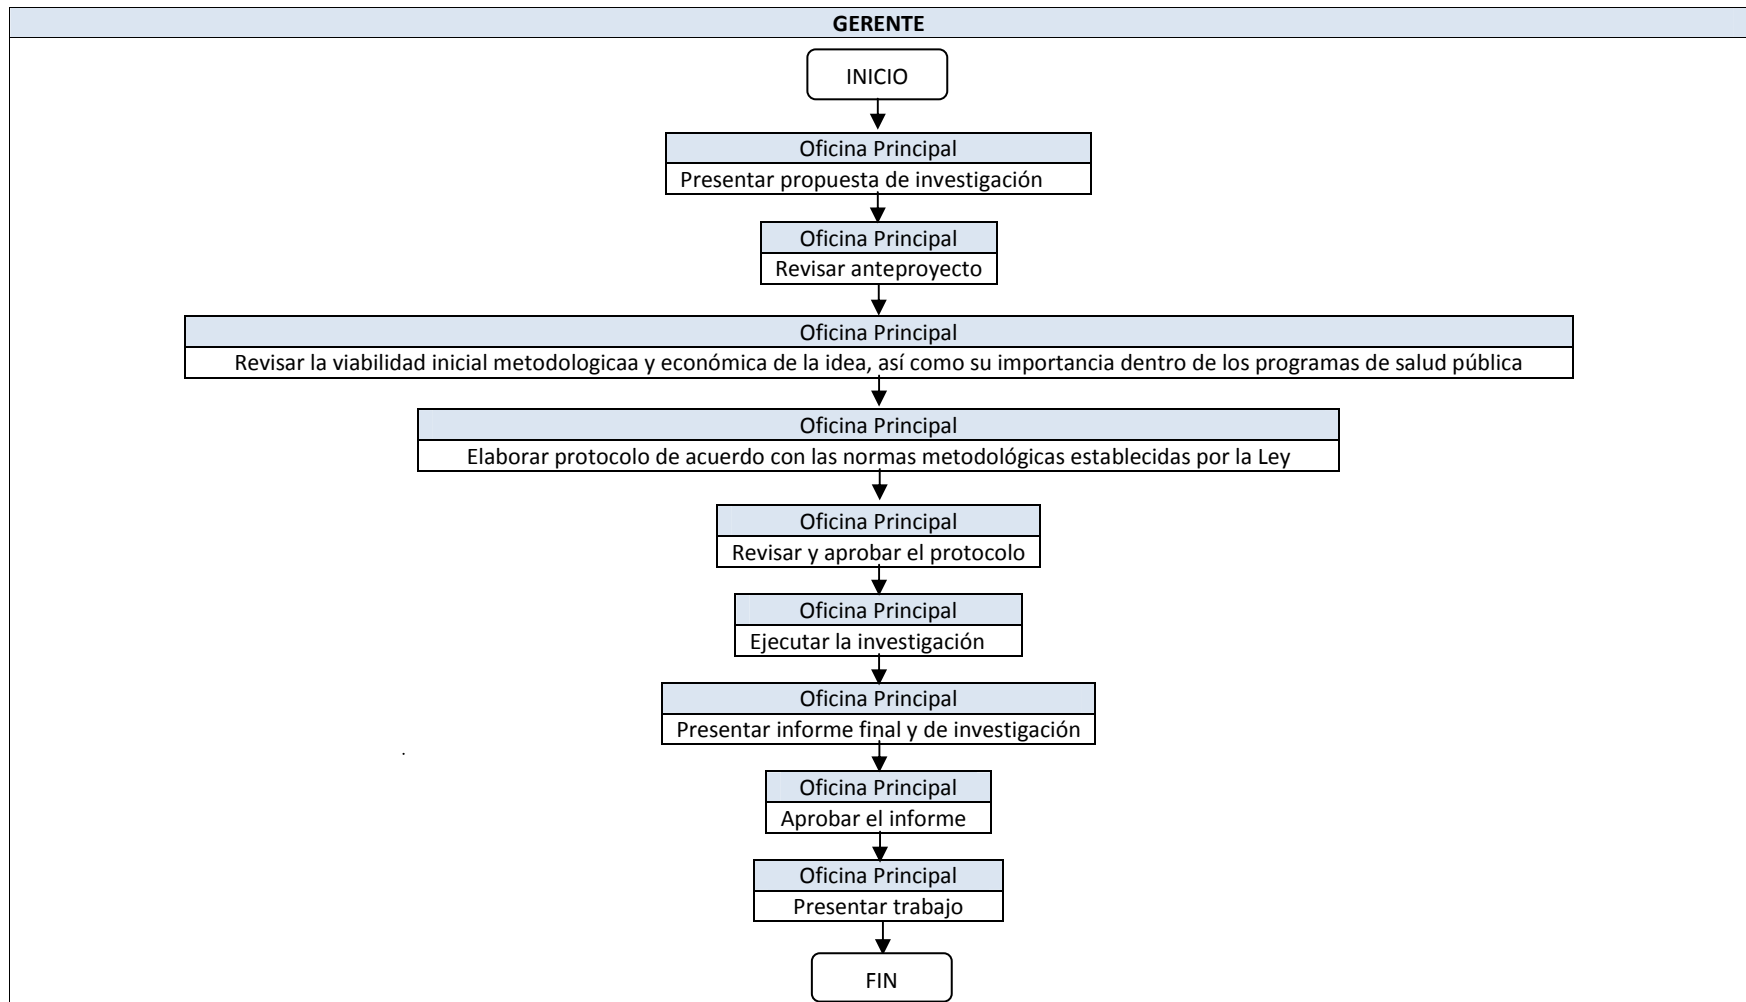 GERENTE
INICIO
Oficina Principal
Presentar propuesta de investigación
Oficina Principal
Revisar anteproyecto
Oficina Principal
Revisar la viabilidad inicial metodologicaa y económica de la idea, así como su importancia dentro de los programas de salud pública
Oficina Principal
Elaborar protocolo de acuerdo con las normas metodológicas establecidas por la Ley
Oficina Principal
Revisar y aprobar el protocolo
Oficina Principal
Ejecutar la investigación
Oficina Principal
Presentar informe final y de investigación
Oficina Principal
Aprobar el informe
Oficina Principal
Presentar trabajo
FIN